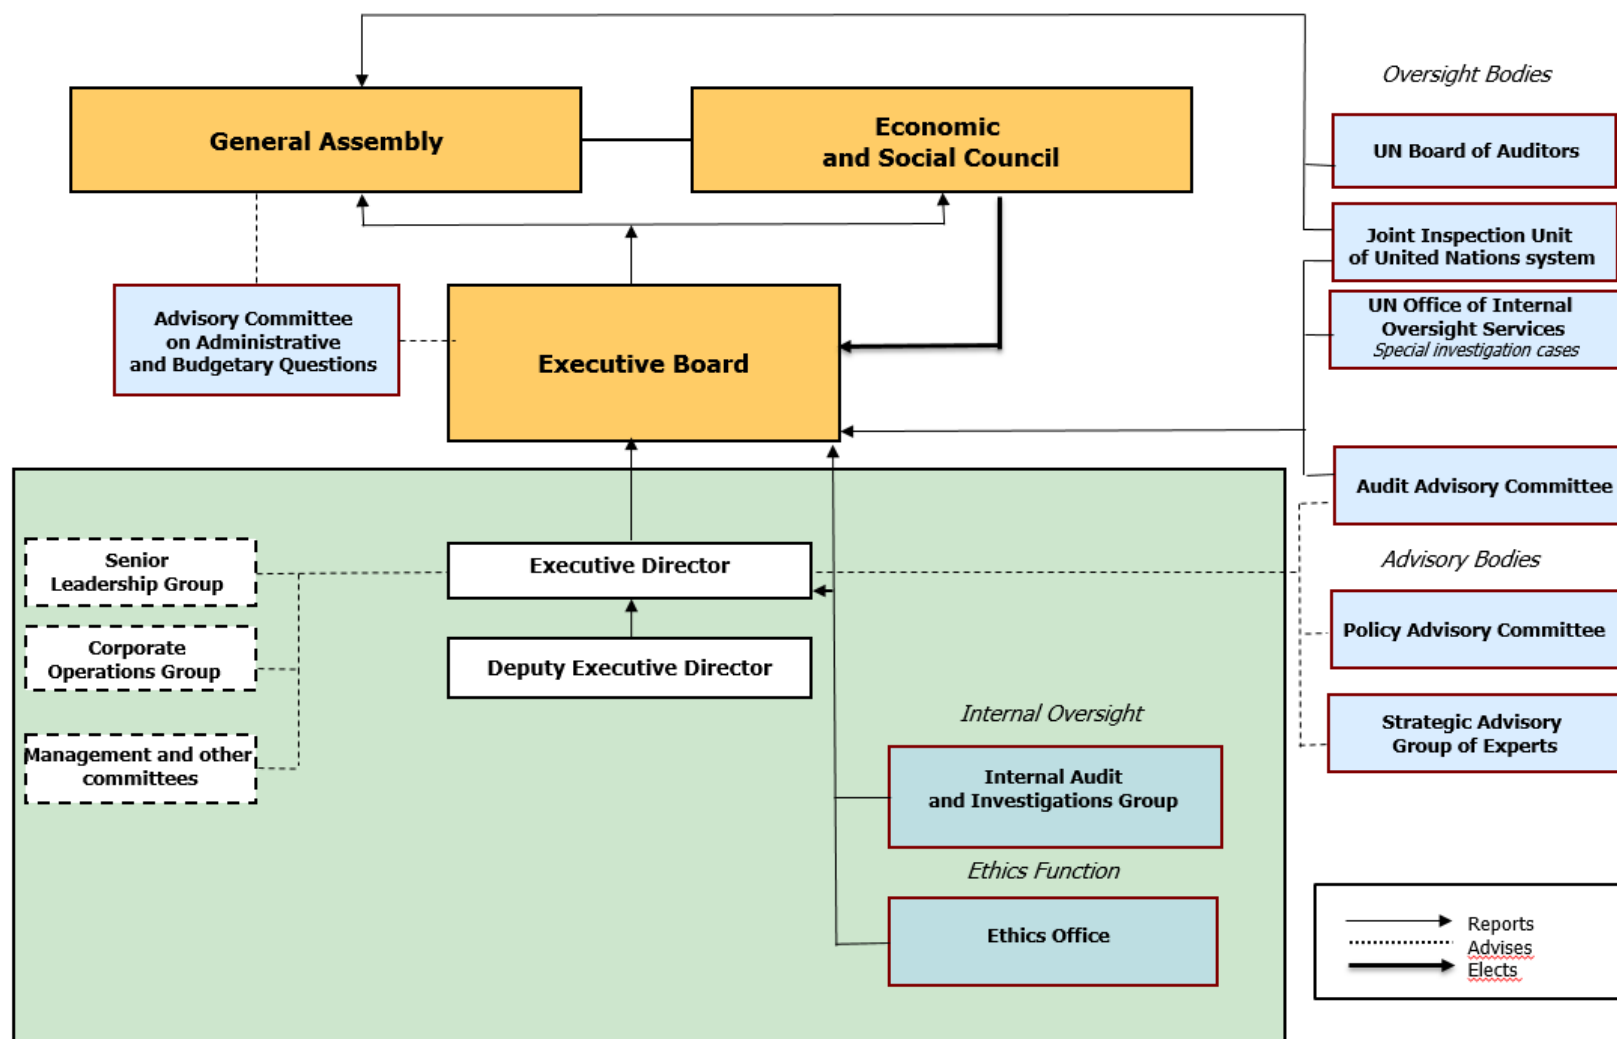 Oversight Bodies
General Assembly
Economic
and Social Council
UN Board of Auditors
Joint Inspection Unit
of United Nations system
Advisory Committee
on Administrative
and Budgetary Questions
Executive Board
UN Office of Internal
Oversight Services
Special investigation cases
Audit Advisory Committee
Senior
Leadership Group
Executive Director
Advisory Bodies
Corporate
Operations Group
Deputy Executive Director
Policy Advisory Committee
Management and other
committees
Internal Oversight
Strategic Advisory
Group of Experts
Internal Audit
and Investigations Group
Ethics Function
Ethics Office
Reports
Advises
Elects